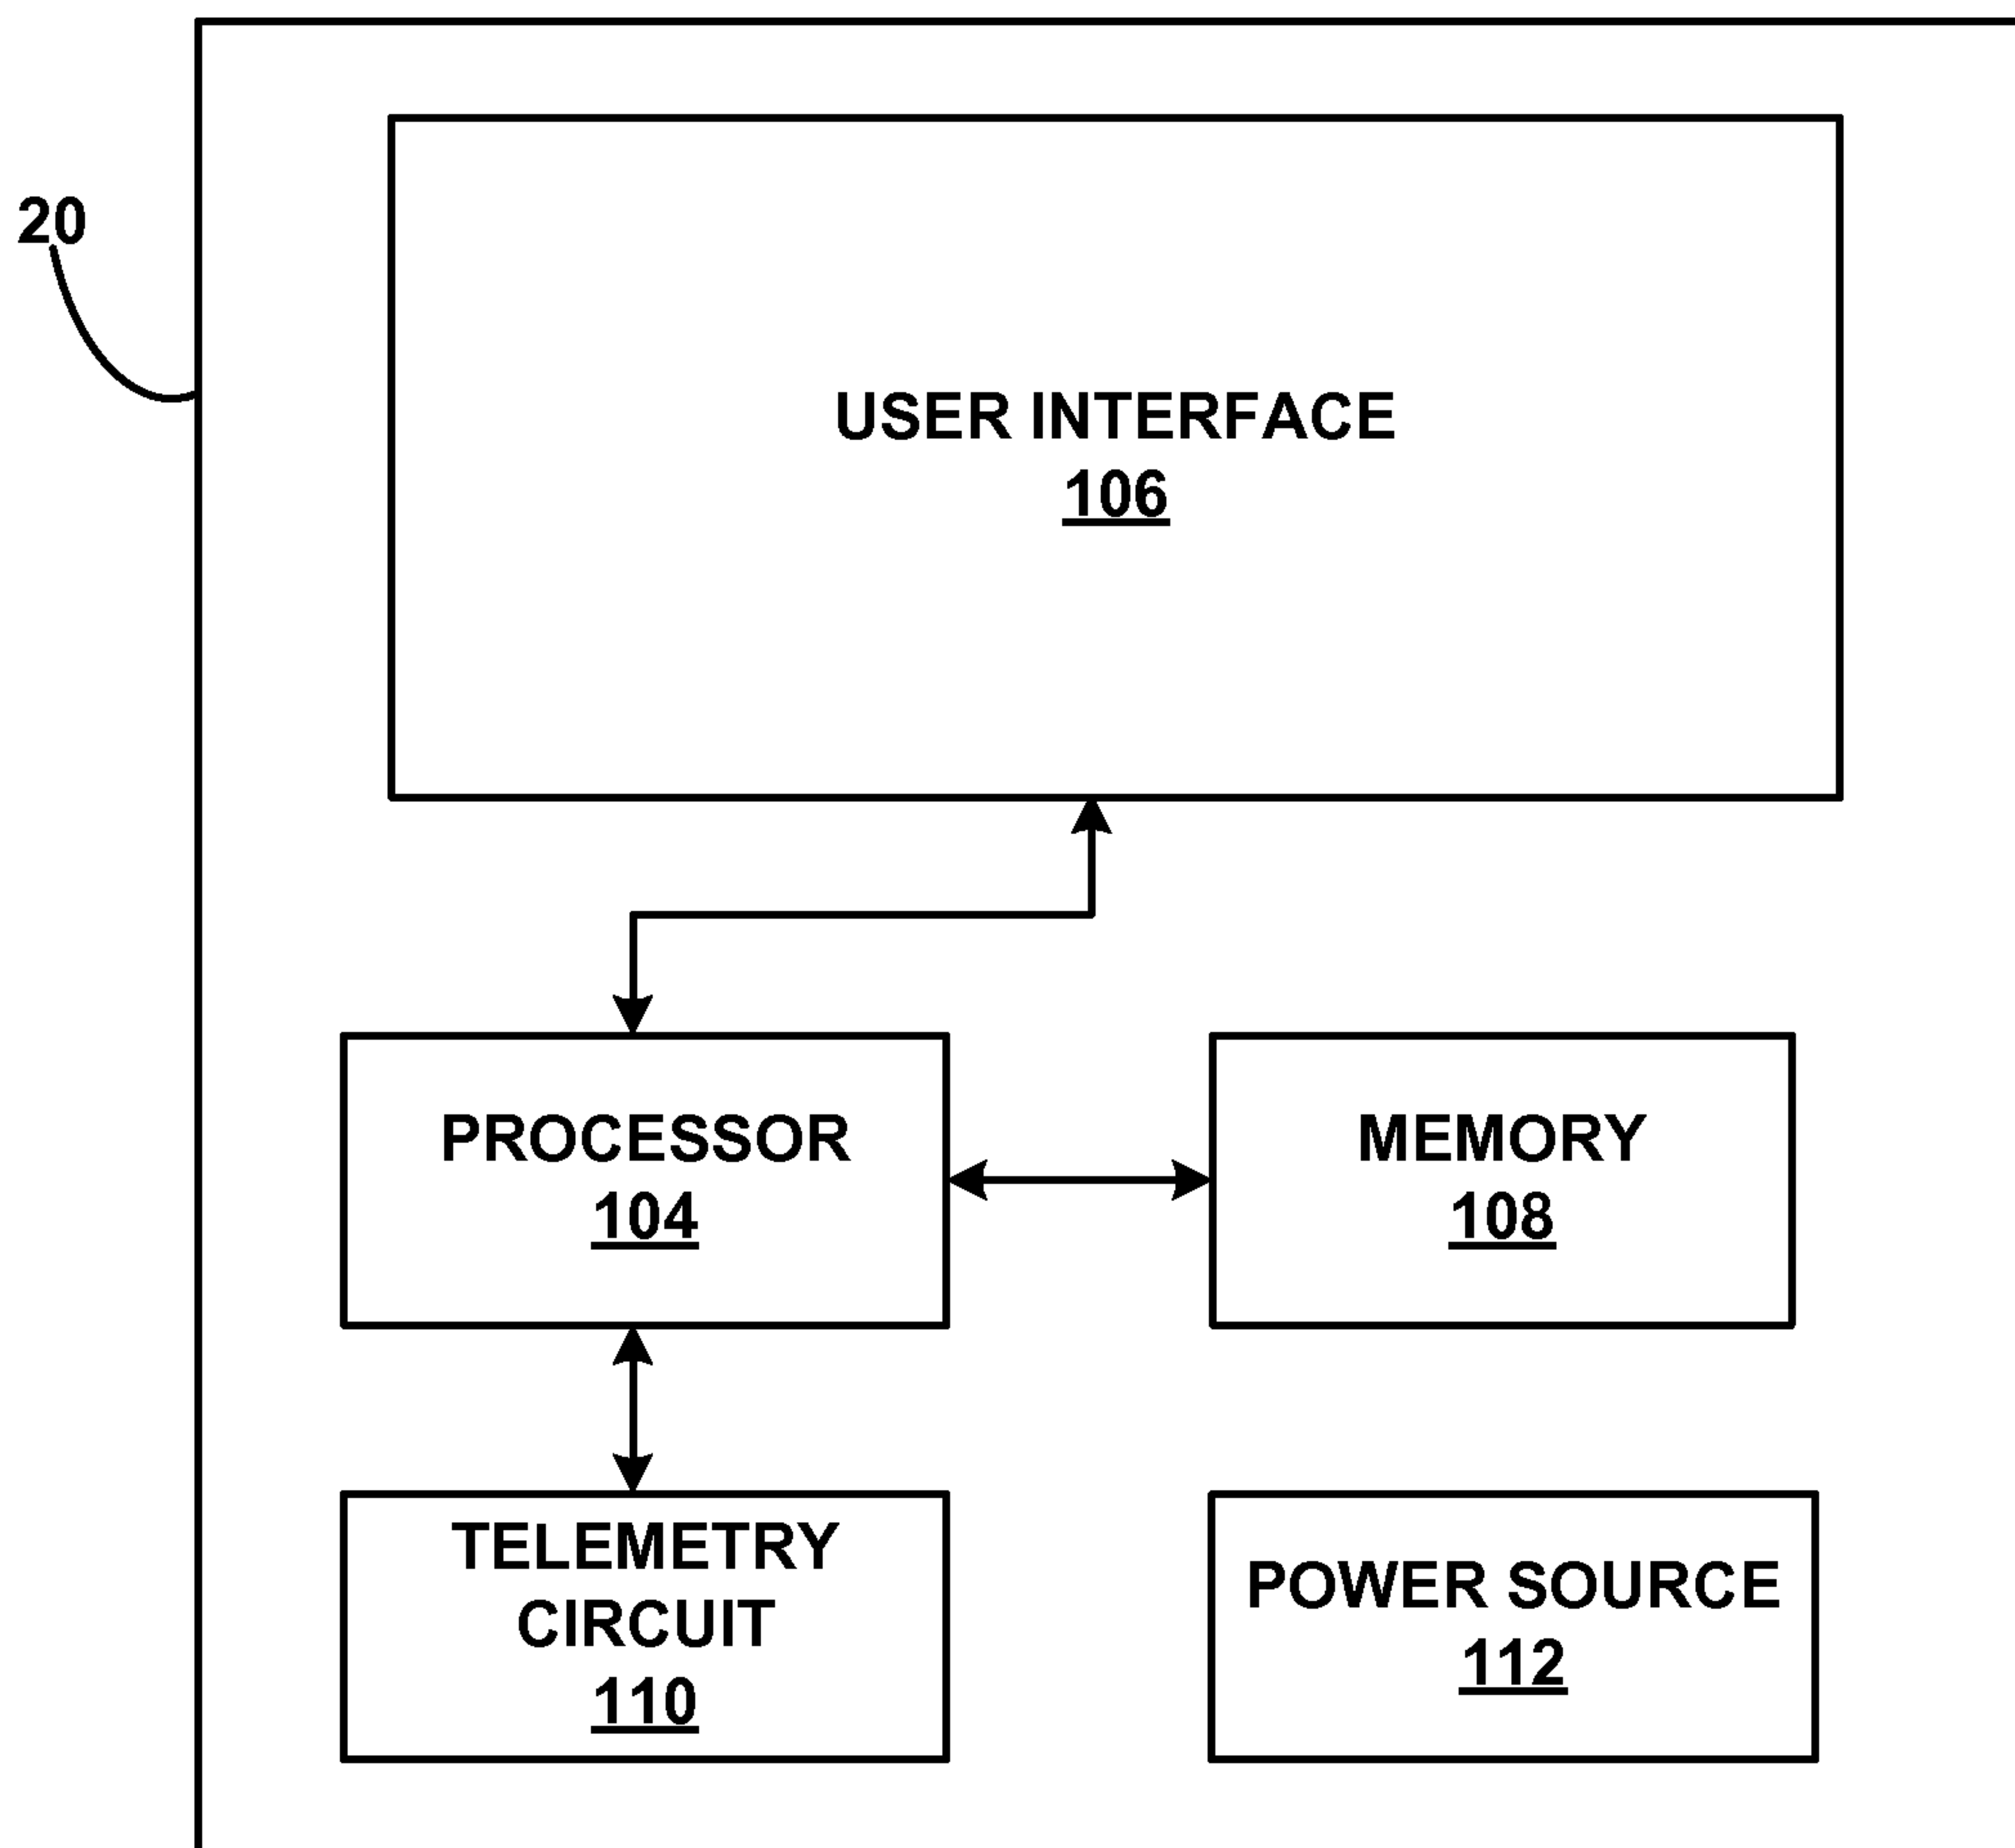 20
USER INTERFACE
106
PROCESSOR
104
MEMORY
108
TELEMETRY
CIRCUIT
110
POWER SOURCE
112